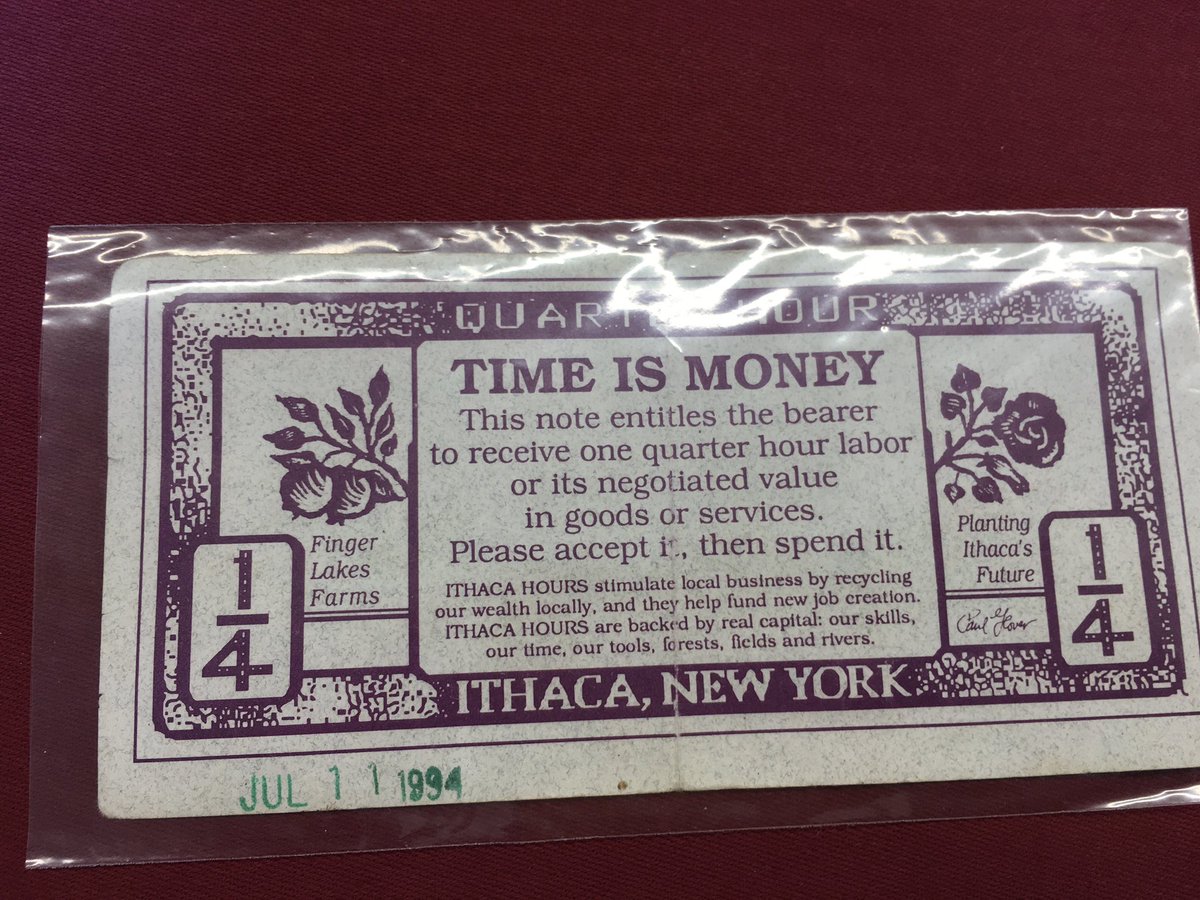 QUARTER HOUR
TIME IS MONEY
This note entitles the bearer
to receive one quarter hour labor
or its negotiated value
in goods or services.
Please accept it, then spend it.
ITHACA HOURS stimulate local business by recycling
our wealth locally, and they help fund new job creation.
ITHACA HOURS are backed by real capital: our skills,
our time, our tools, forests, fields and rivers.
ITHACA, NEW YORK
Finger
Lakes
Farms
1/4
Planting
Ithaca's
Future
Paul Glover
1/4
JUL 11 1994